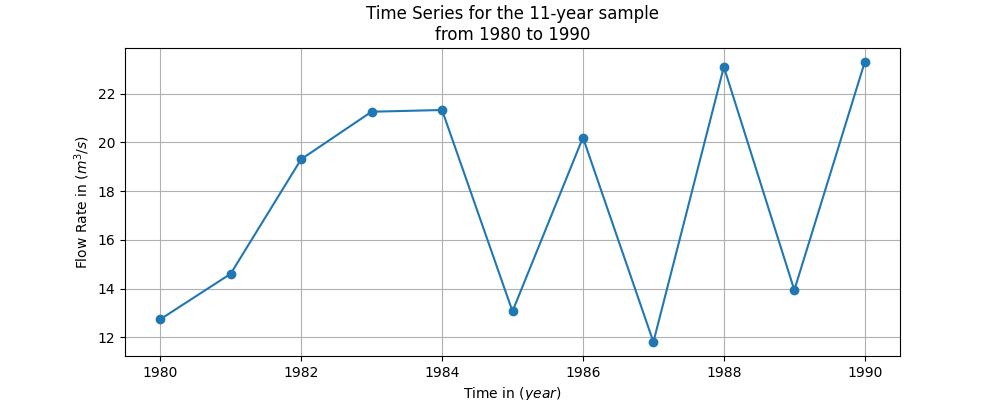 Time Series for the 11-year sample
from 1980 to 1990
Flow Rate in (m³/s)
22
20
18
16
14
12
1980 1982 1984 1986 1988 1990
Time in (year)